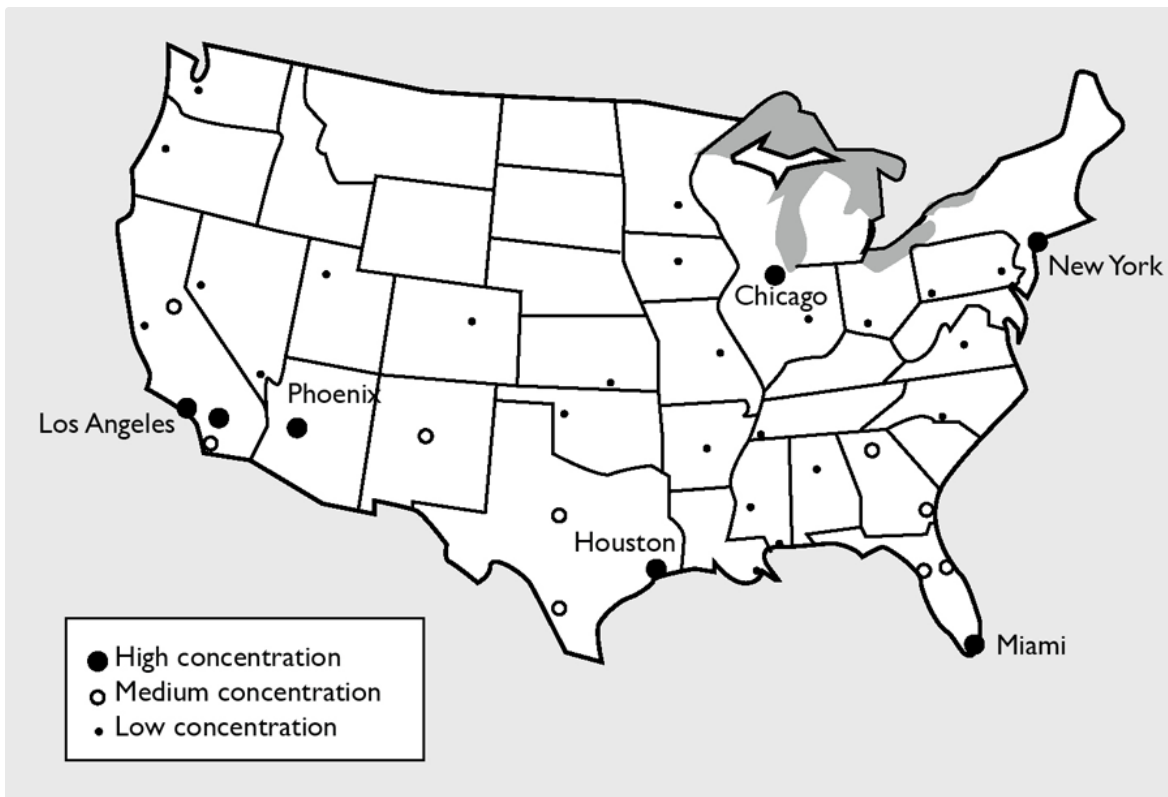 New York
Chicago
Phoenix
Los Angeles
Houston
Miami
High concentration
Medium concentration
Low concentration